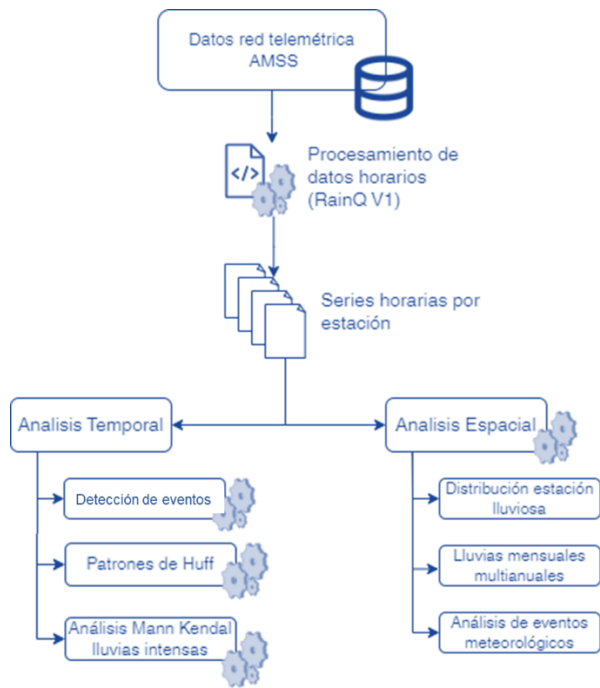 Datos red telemétrica
AMSS
</>
Procesamiento de
datos horarios
(RainQ V1)
Series horarias por
estación
Analisis Temporal
Detección de eventos
Patrones de Huff
Análisis Mann Kendal
lluvias intensas
Analisis Espacial
Distribución estación
lluviosa
Lluvias mensuales
multianuales
Análisis de eventos
meteorológicos